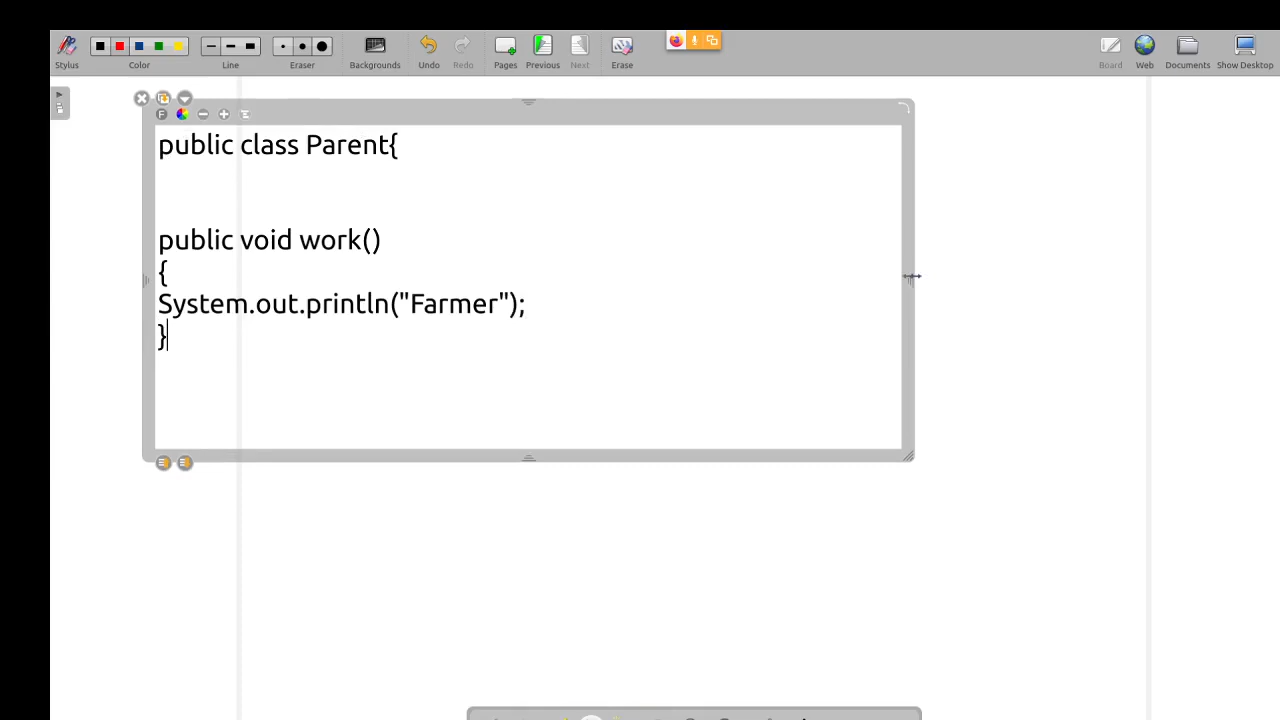 Stylus Color Line Eraser Backgrounds Undo Redo Pages Previous Next Erase Board Web Documents Show Desktop
F
public class Parent{
public void work()
{
System.out.println("Farmer");
}